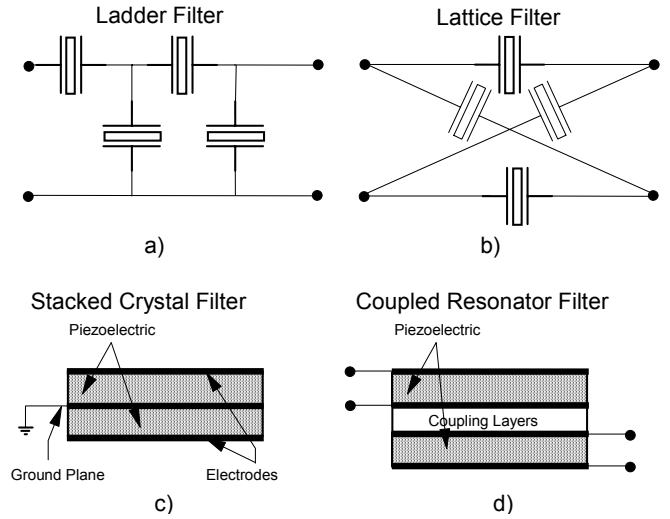 Ladder Filter
Lattice Filter
a)
b)
Stacked Crystal Filter
Piezoelectric
Ground Plane
Electrodes
c)
Coupled Resonator Filter
Piezoelectric
Coupling Layers
d)